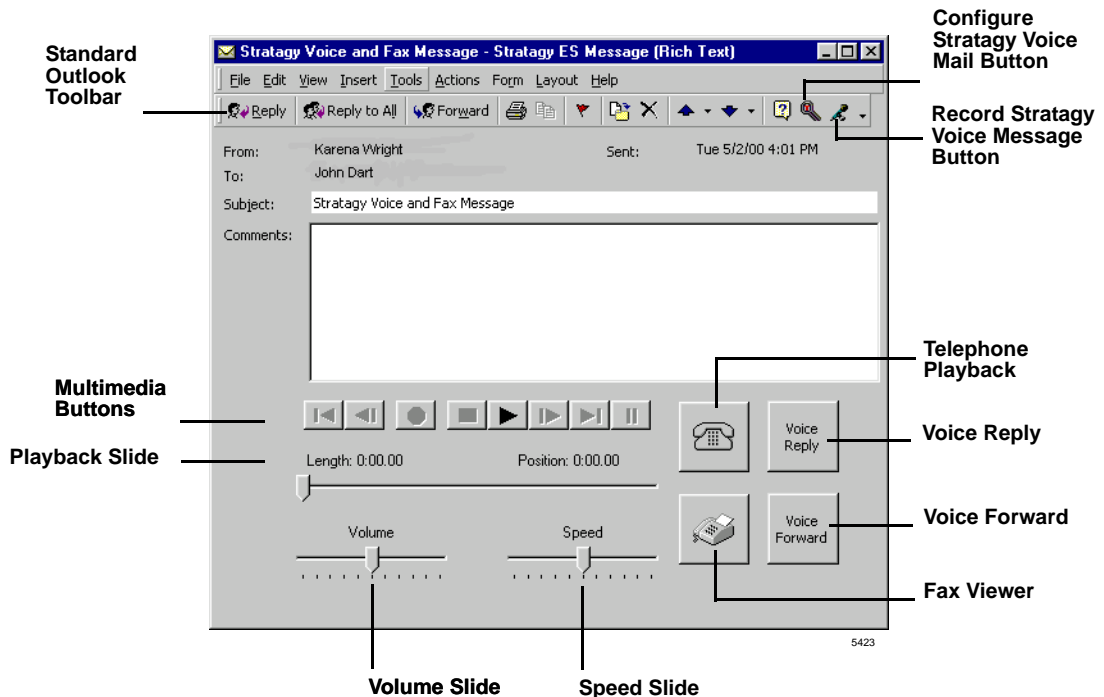 Configure
Stratagy Voice
Mail Button
Standard
Outlook
Toolbar
Stratagy Voice and Fax Message - Stratagy ES Message (Rich Text)
File Edit View Insert Tools Actions Form Layout Help
Reply Reply to All Forward
Record Stratagy
Voice Message
Button
From: Karena Wright Sent: Tue 5/2/00 4:01 PM
To: John Dart
Subject: Stratagy Voice and Fax Message
Comments:
Telephone
Playback
Multimedia
Buttons
Voice
Reply
Voice Reply
Playback Slide
Length: 0:00.00 Position: 0:00.00
Volume Speed
Voice
Forward
Voice Forward
Fax Viewer
5423
Volume Slide Speed Slide